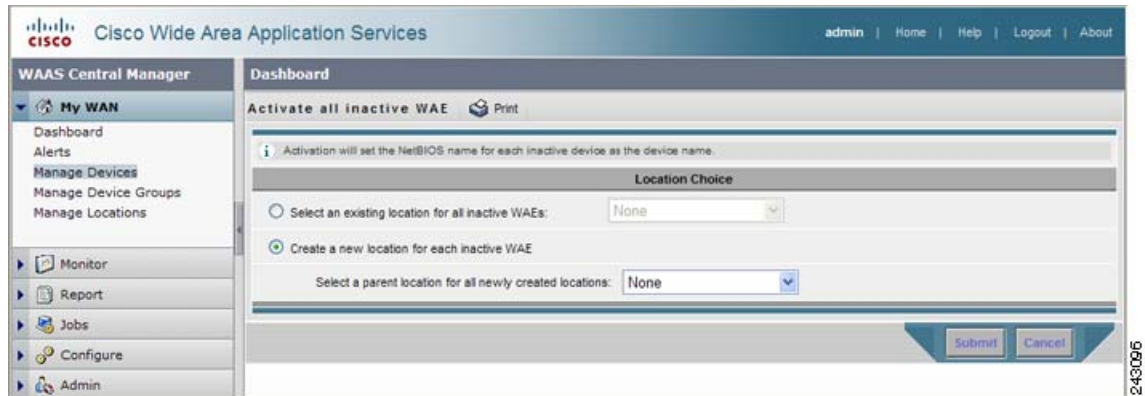 CISCO Cisco Wide Area Application Services
admin | Home | Help | Logout | About
WAAS Central Manager
My WAN
Dashboard
Alerts
Manage Devices
Manage Device Groups
Manage Locations
Monitor
Report
Jobs
Configure
Admin
Dashboard
Activate all inactive WAE Print
Activation will set the NetBIOS name for each inactive device as the device name.
Location Choice
Select an existing location for all inactive WAEs: None
Create a new location for each inactive WAE
Select a parent location for all newly created locations: None
Submit Cancel
243096